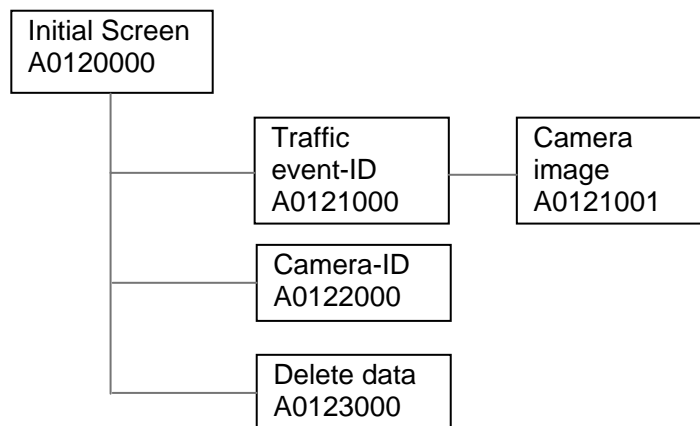 Initial Screen
A0120000
Traffic
event-ID
A0121000
Camera
image
A0121001
Camera-ID
A0122000
Delete data
A0123000